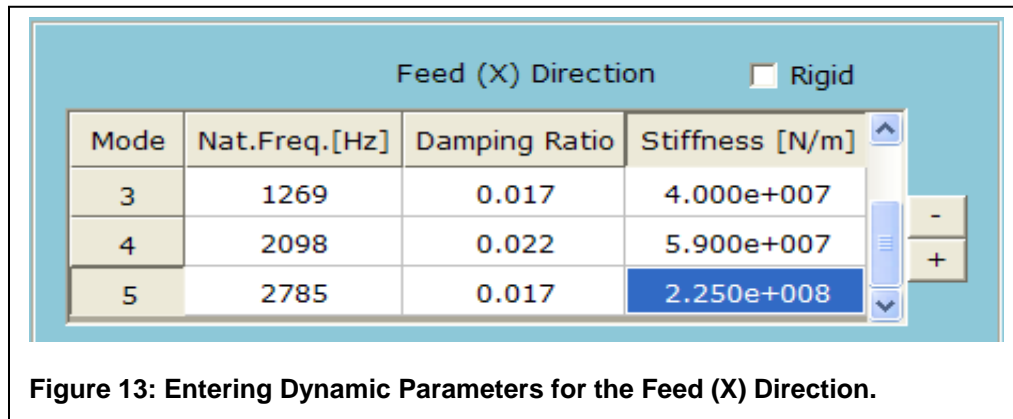 Feed (X) Direction Rigid
Mode Nat.Freq.[Hz] Damping Ratio Stiffness [N/m]
3 1269 0.017 4.000e+007
-
4 2098 0.022 5.900e+007
+
5 2785 0.017 2.250e+008
Figure 13: Entering Dynamic Parameters for the Feed (X) Direction.